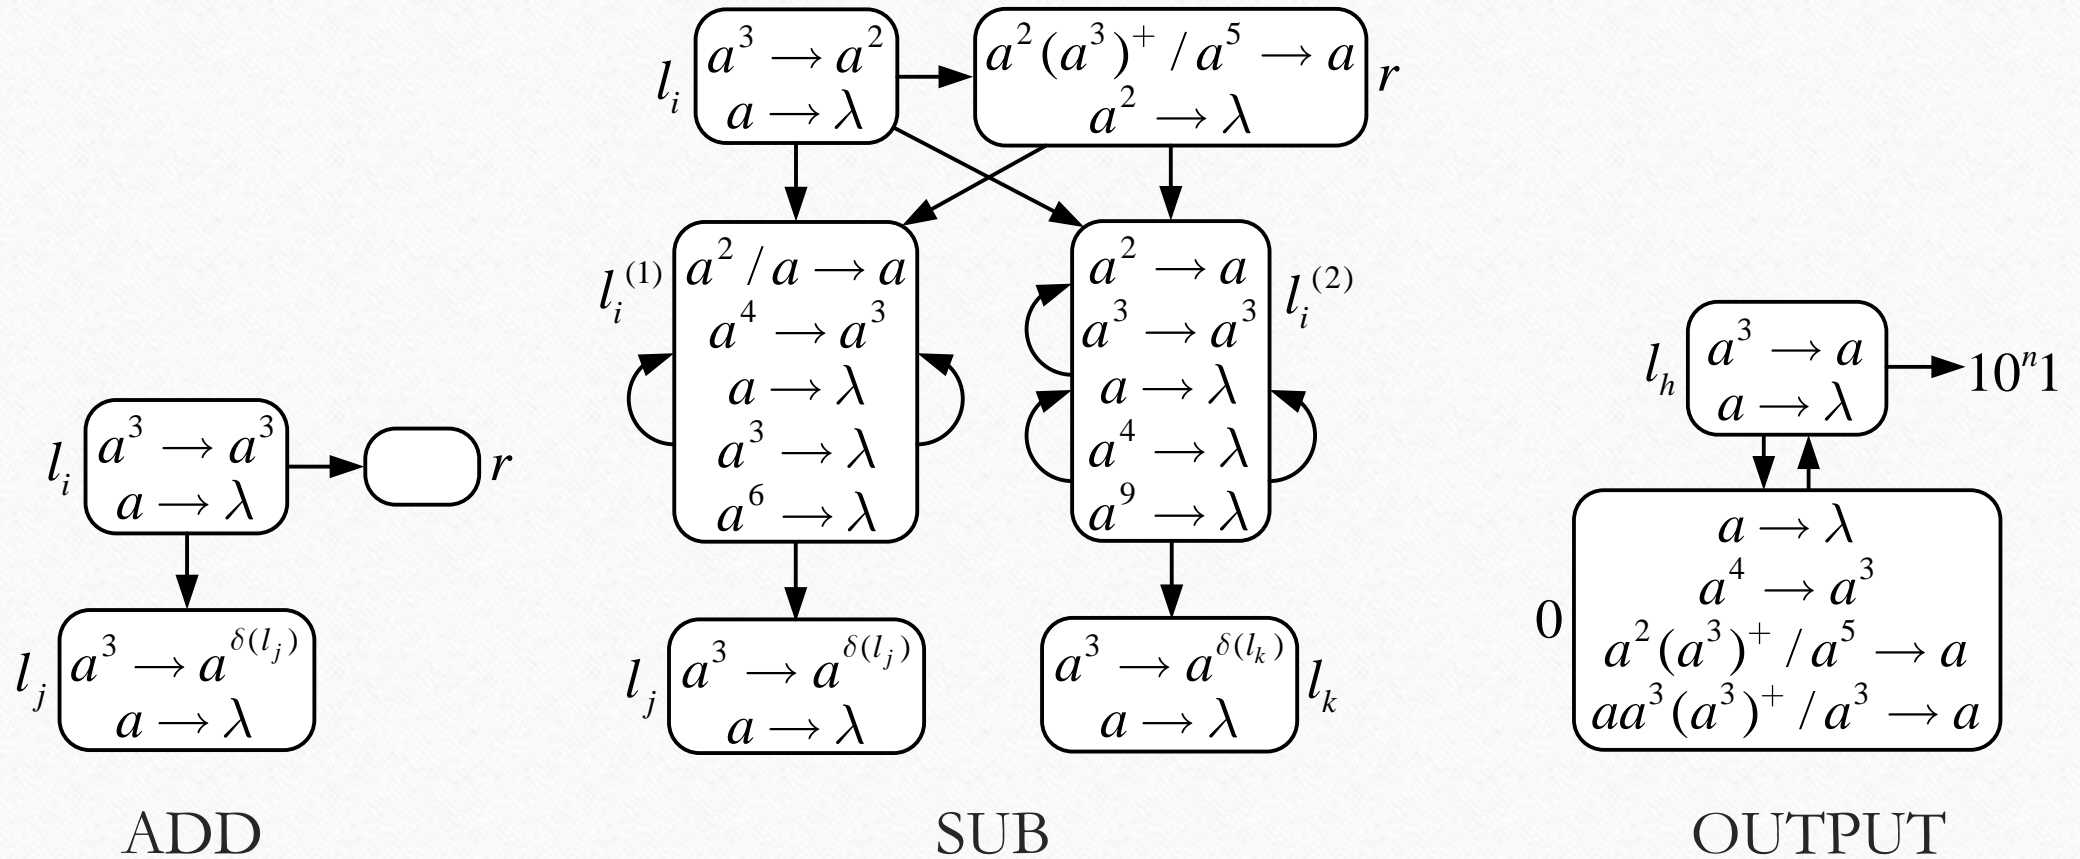 l_i
a^3 → a^3
a → λ
r
l_j
a^3 → a^{δ(l_j)}
a → λ
ADD
l_i
a^3 → a^2
a → λ
a^2(a^3)^+ / a^5 → a
a^2 → λ
r
l_i^{(1)}
a^2 / a → a
a^4 → a^3
a → λ
a^3 → λ
a^6 → λ
a^2 → a
a^3 → a^3
a → λ
a^4 → λ
a^9 → λ
l_i^{(2)}
l_j
a^3 → a^{δ(l_j)}
a → λ
a^3 → a^{δ(l_k)}
a → λ
l_k
SUB
l_h
a^3 → a
a → λ
10^n1
0
a → λ
a^4 → a^3
a^2(a^3)^+ / a^5 → a
aa^3(a^3)^+ / a^3 → a
OUTPUT